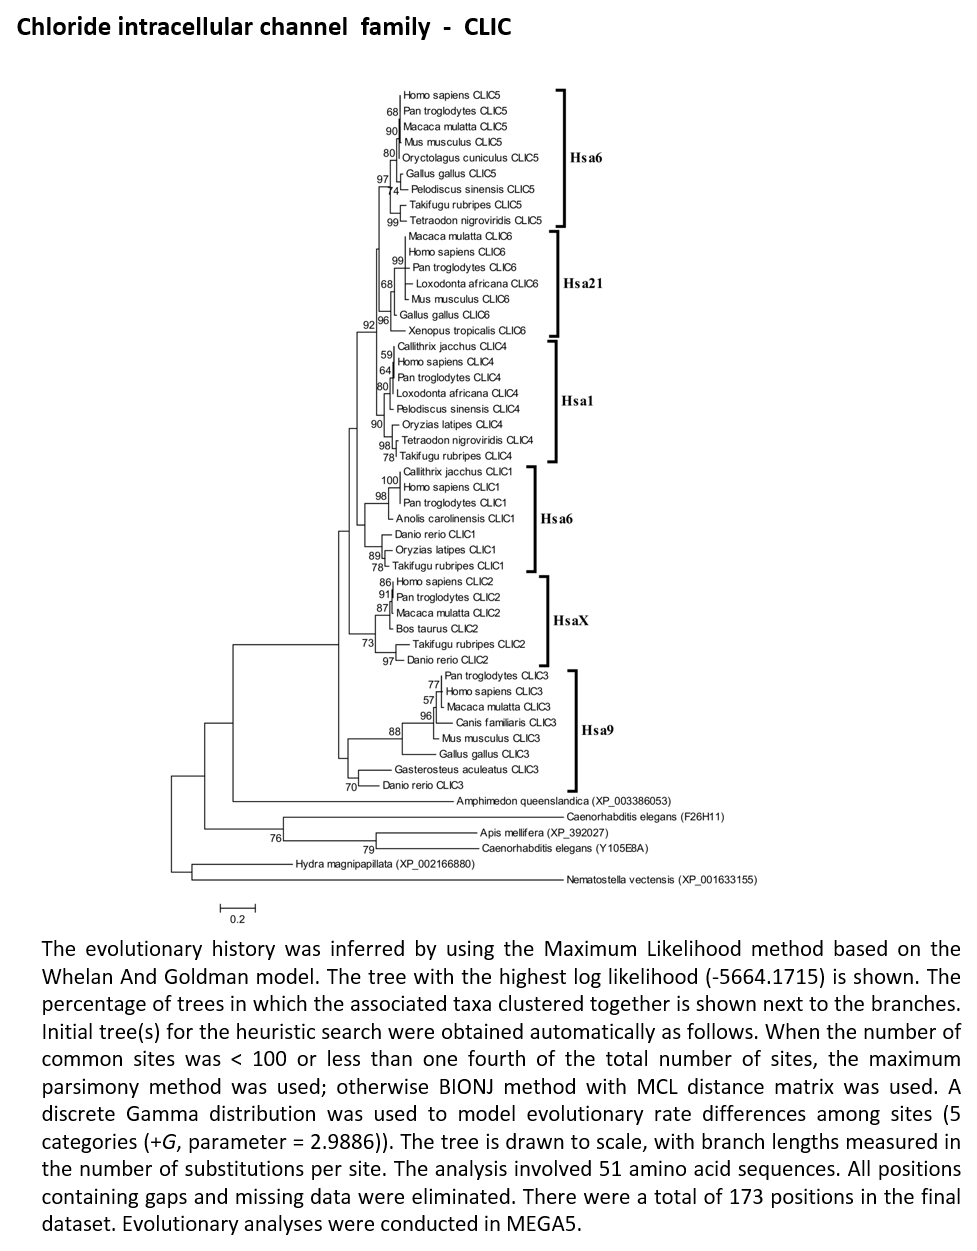 Chloride intracellular channel family - CLIC
Homo sapiens CLIC5
68
Pan troglodytes CLIC5
90
Macaca mulatta CLIC5
Mus musculus CLIC5
80
Oryctolagus cuniculus CLIC5
Hsa6
Gallus gallus CLIC5
97
74
Pelodiscus sinensis CLIC5
Takifugu rubripes CLIC5
99
Tetraodon nigroviridis CLIC5
Macaca mulatta CLIC6
Homo sapiens CLIC6
99
Pan troglodytes CLIC6
68
Loxodonta africana CLIC6
Hsa21
Mus musculus CLIC6
Gallus gallus CLIC6
92
96
Xenopus tropicalis CLIC6
Callithrix jacchus CLIC4
59
Homo sapiens CLIC4
64
Pan troglodytes CLIC4
80
Loxodonta africana CLIC4
Hsa1
Pelodiscus sinensis CLIC4
90
Oryzias latipes CLIC4
98
Tetraodon nigroviridis CLIC4
78
Takifugu rubripes CLIC4
Callithrix jacchus CLIC1
100
Homo sapiens CLIC1
98
Pan troglodytes CLIC1
Anolis carolinensis CLIC1
Hsa6
Danio rerio CLIC1
89
Oryzias latipes CLIC1
78
Takifugu rubripes CLIC1
86
Homo sapiens CLIC2
91
Pan troglodytes CLIC2
87
Macaca mulatta CLIC2
HsaX
Bos taurus CLIC2
73
Takifugu rubripes CLIC2
97
Danio rerio CLIC2
Pan troglodytes CLIC3
77
Homo sapiens CLIC3
57
Macaca mulatta CLIC3
96
Canis familiaris CLIC3
Hsa9
88
Mus musculus CLIC3
Gallus gallus CLIC3
Gasterosteus aculeatus CLIC3
70
Danio rerio CLIC3
Amphimedon queenslandica (XP_003386053)
Caenorhabditis elegans (F26H11)
76
Apis mellifera (XP_392027)
79
Caenorhabditis elegans (Y105E8A)
Hydra magnipapillata (XP_002166880)
Nematostella vectensis (XP_001633155)
0.2
The evolutionary history was inferred by using the Maximum Likelihood method based on the
Whelan And Goldman model. The tree with the highest log likelihood (-5664.1715) is shown. The
percentage of trees in which the associated taxa clustered together is shown next to the branches.
Initial tree(s) for the heuristic search were obtained automatically as follows. When the number of
common sites was < 100 or less than one fourth of the total number of sites, the maximum
parsimony method was used; otherwise BIONJ method with MCL distance matrix was used. A
discrete Gamma distribution was used to model evolutionary rate differences among sites (5
categories (+G, parameter = 2.9886)). The tree is drawn to scale, with branch lengths measured in
the number of substitutions per site. The analysis involved 51 amino acid sequences. All positions
containing gaps and missing data were eliminated. There were a total of 173 positions in the final
dataset. Evolutionary analyses were conducted in MEGA5.